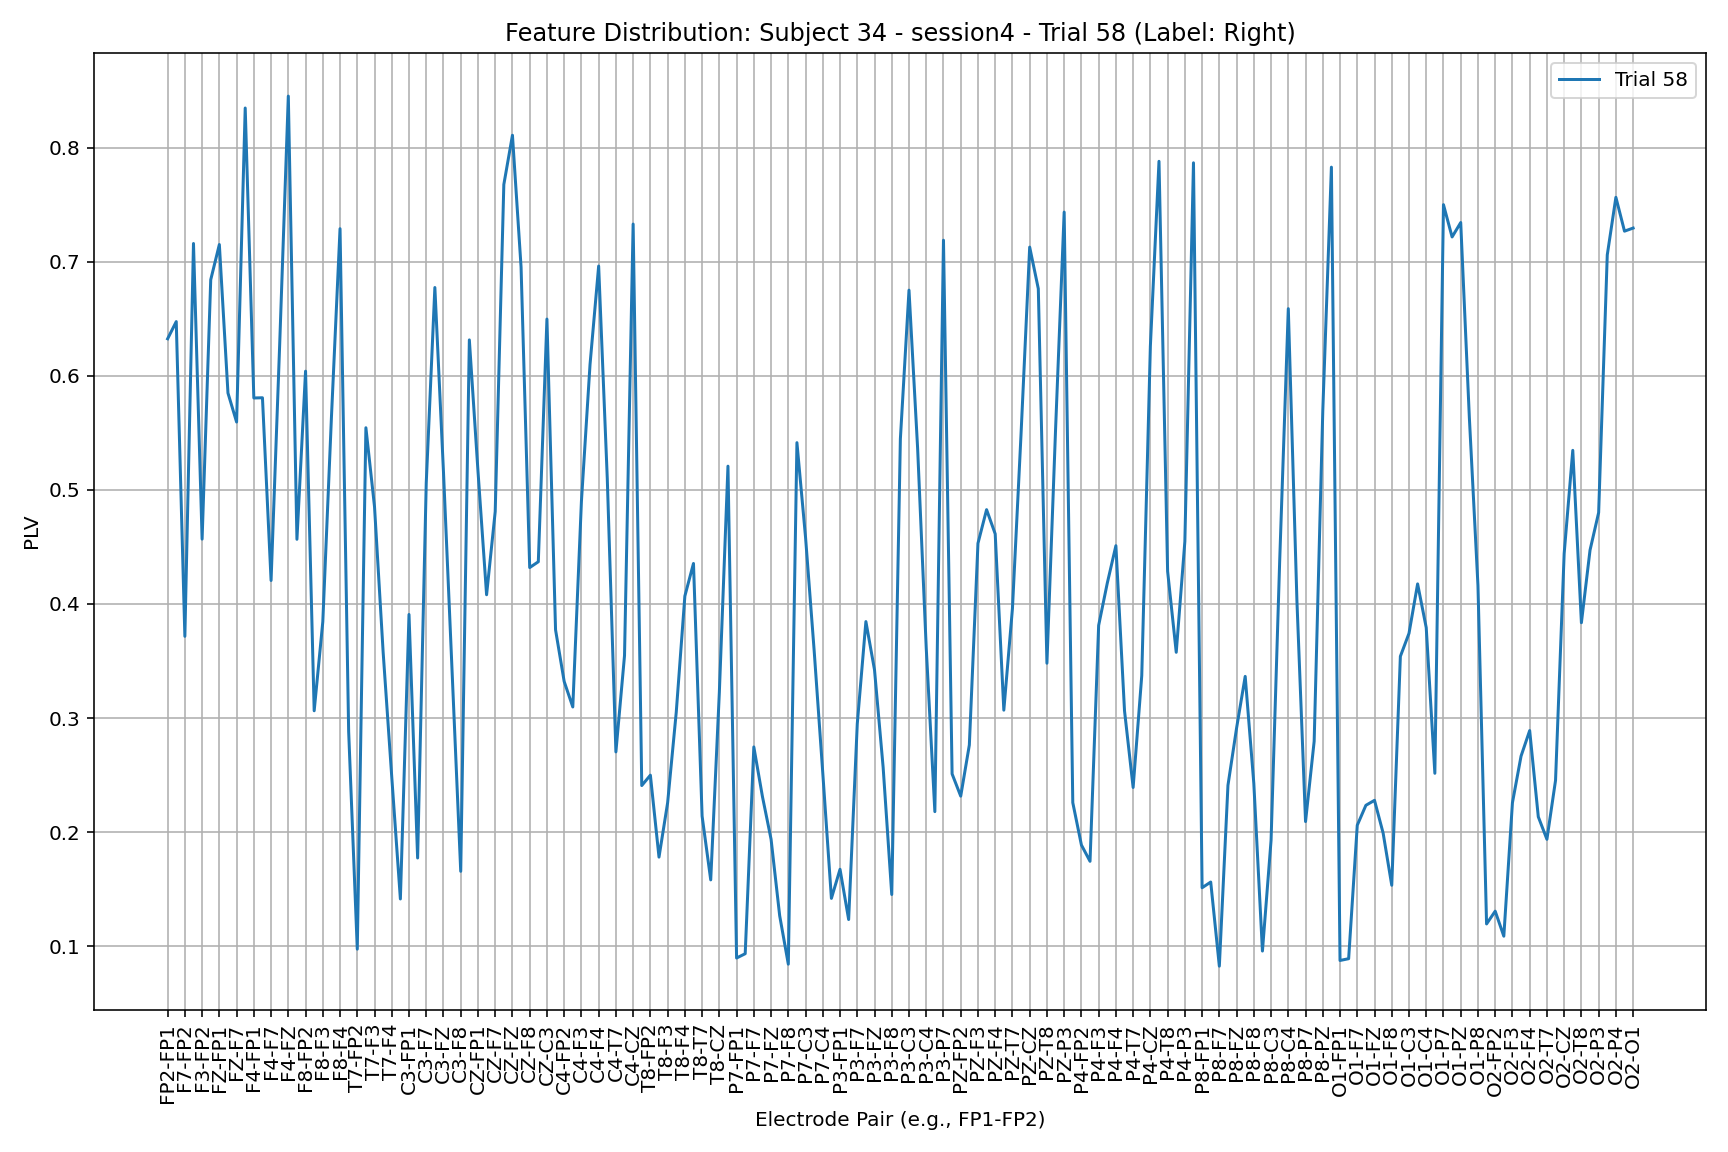 Feature Distribution: Subject 34 - session4 - Trial 58 (Label: Right)
Trial 58
PLV
0.8
0.7
0.6
0.5
0.4
0.3
0.2
0.1
FP2-FP1
F7-FP2
F3-FP2
FZ-FP1
FZ-F7
F4-FP1
F4-F7
F4-FZ
F8-FP2
F8-F3
F8-F4
T7-FP2
T7-F3
T7-F4
C3-FP1
C3-F7
C3-FZ
C3-F8
CZ-FP1
CZ-F7
CZ-FZ
CZ-F8
CZ-C3
C4-FP2
C4-F3
C4-F4
C4-T7
C4-CZ
T8-FP2
T8-F3
T8-F4
T8-T7
T8-CZ
P7-FP1
P7-F7
P7-FZ
P7-F8
P7-C3
P7-C4
P3-FP1
P3-F7
P3-FZ
P3-F8
P3-C3
P3-C4
P3-P7
PZ-FP2
PZ-F3
PZ-F4
PZ-T7
PZ-CZ
PZ-T8
PZ-P3
P4-FP2
P4-F3
P4-F4
P4-T7
P4-CZ
P4-T8
P4-P3
P8-FP1
P8-F7
P8-FZ
P8-F8
P8-C3
P8-C4
P8-P7
P8-PZ
O1-FP1
O1-F7
O1-FZ
O1-F8
O1-C3
O1-C4
O1-P7
O1-PZ
O1-P8
O2-FP2
O2-F3
O2-F4
O2-T7
O2-CZ
O2-T8
O2-P3
O2-P4
O2-O1
Electrode Pair (e.g., FP1-FP2)